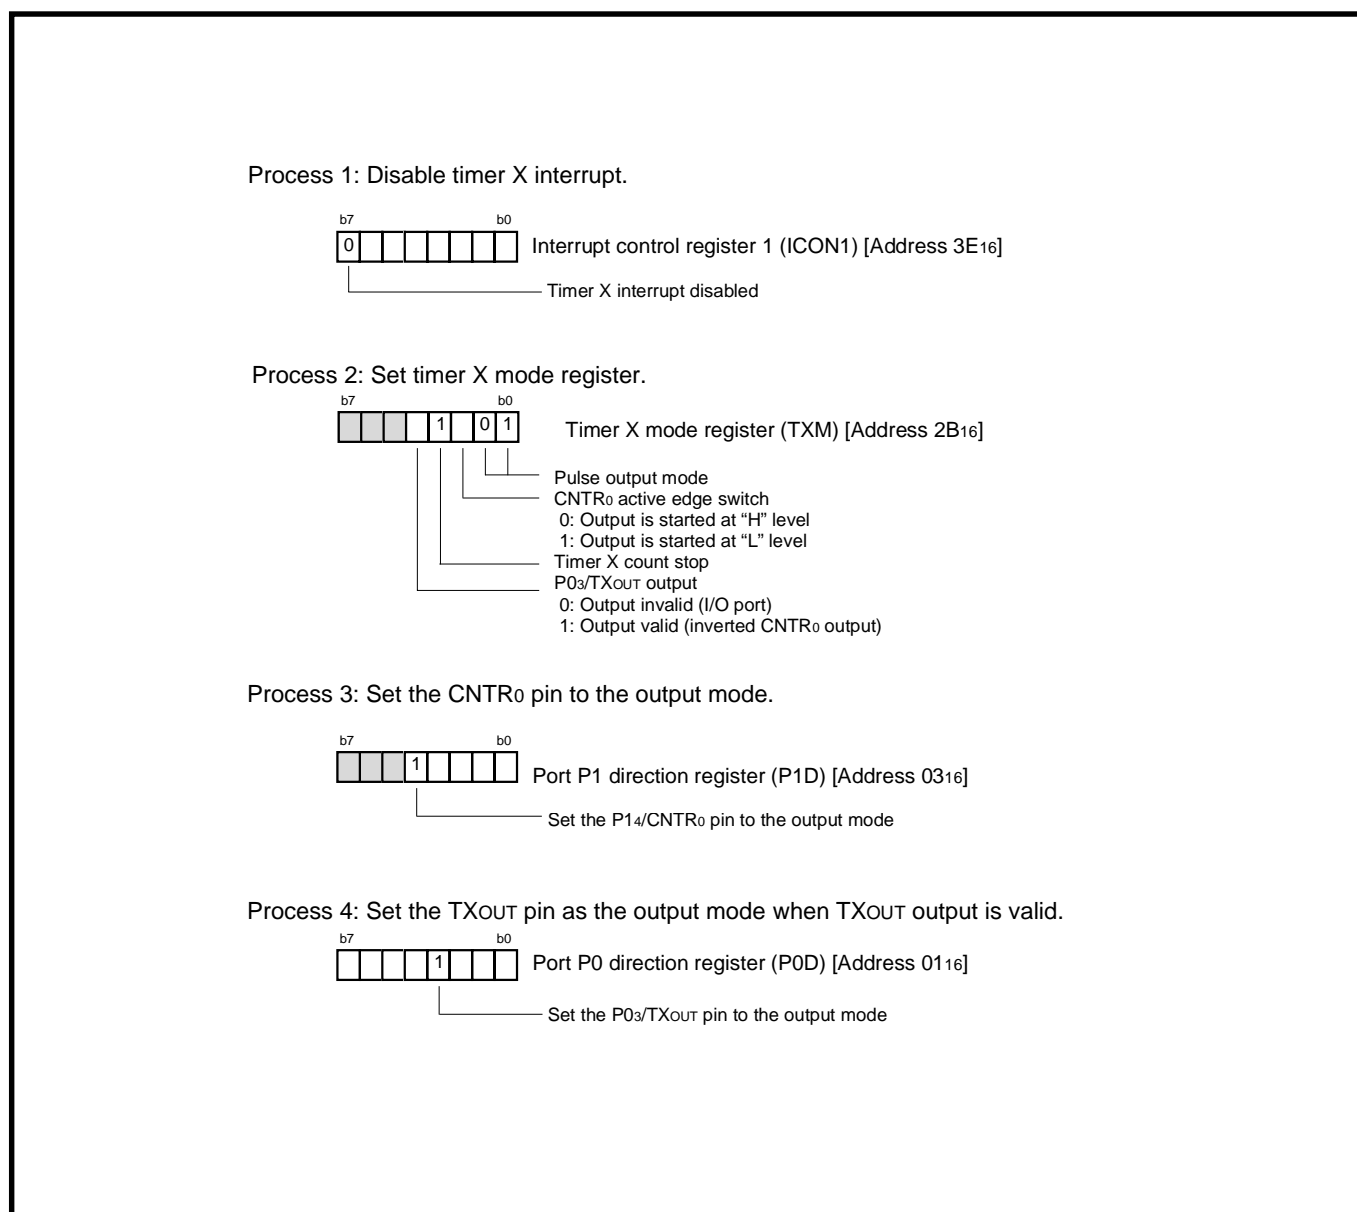 Process 1: Disable timer X interrupt.
b7 b0
0 Interrupt control register 1 (ICON1) [Address 3E16]
Timer X interrupt disabled
Process 2: Set timer X mode register.
b7 b0
1 0 1 Timer X mode register (TXM) [Address 2B16]
Pulse output mode
CNTR0 active edge switch
0: Output is started at “H” level
1: Output is started at “L” level
Timer X count stop
P03/TXOUT output
0: Output invalid (I/O port)
1: Output valid (inverted CNTR0 output)
Process 3: Set the CNTR0 pin to the output mode.
b7 b0
1 Port P1 direction register (P1D) [Address 0316]
Set the P14/CNTR0 pin to the output mode
Process 4: Set the TXOUT pin as the output mode when TXOUT output is valid.
b7 b0
1 Port P0 direction register (P0D) [Address 0116]
Set the P03/TXOUT pin to the output mode